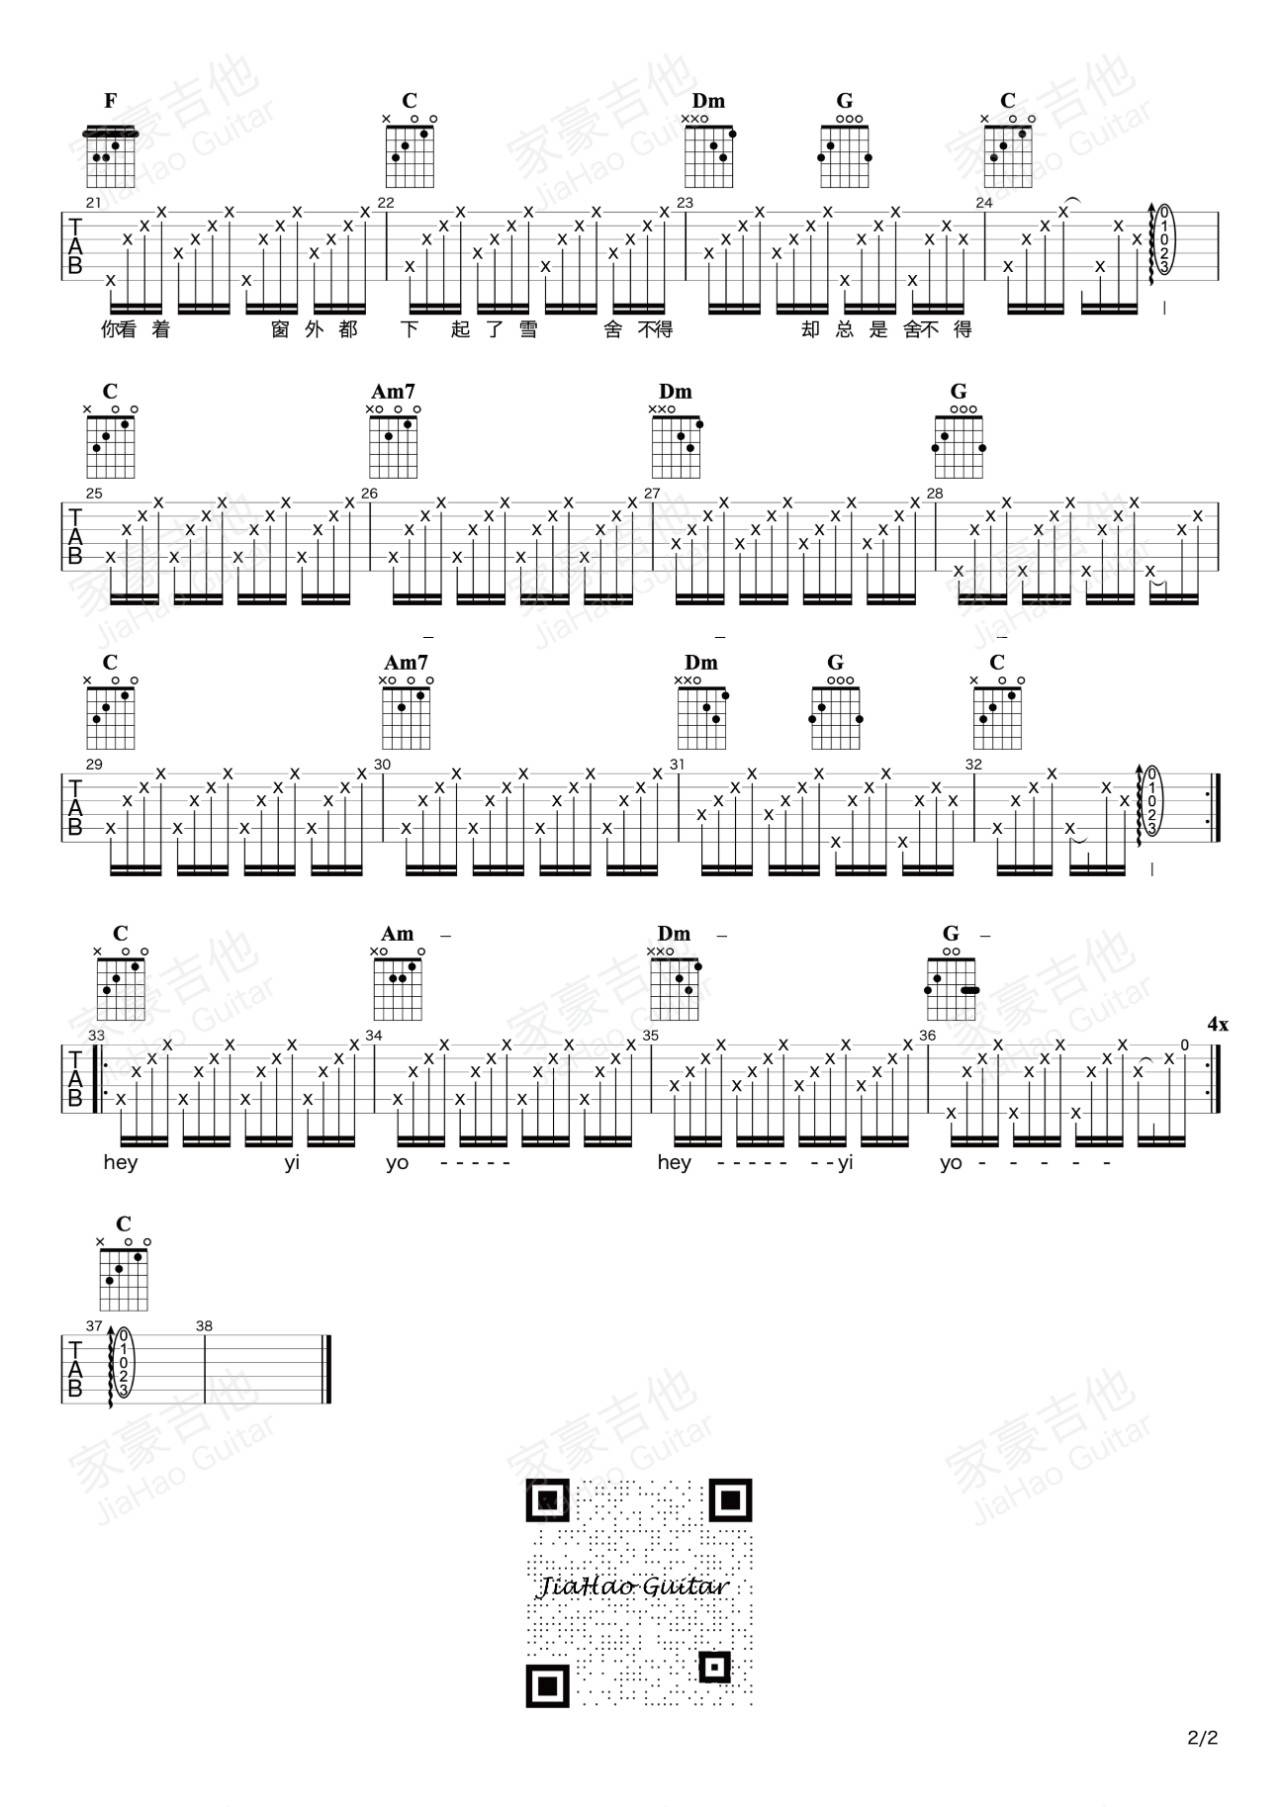 F C Dm G C
21 22 23 24
你看着 窗外都 下起了雪 舍不得 却总是舍不得
C Am7 Dm G
25 26 27 28
C Am7 Dm G C
29 30 31 32
C Am Dm G
4x
33 34 35 36
hey yi yo - - - - - hey - - - - - - -yi yo - - - - -
C
37 38
JiaHao Guitar
2/2
家豪吉他
JiaHao Guitar